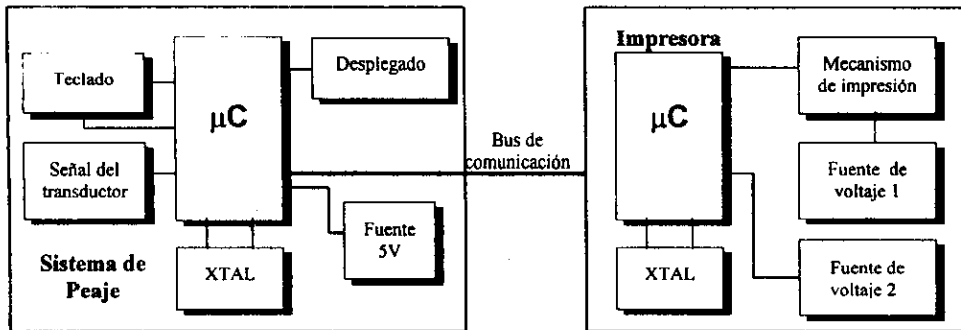 Teclado
μC
Desplegado
Señal del
transductor
Fuente
5V
XTAL
Sistema de
Peaje
Bus de
comunicación
Impresora
μC
Mecanismo
de impresión
Fuente de
voltaje 1
XTAL
Fuente de
voltaje 2